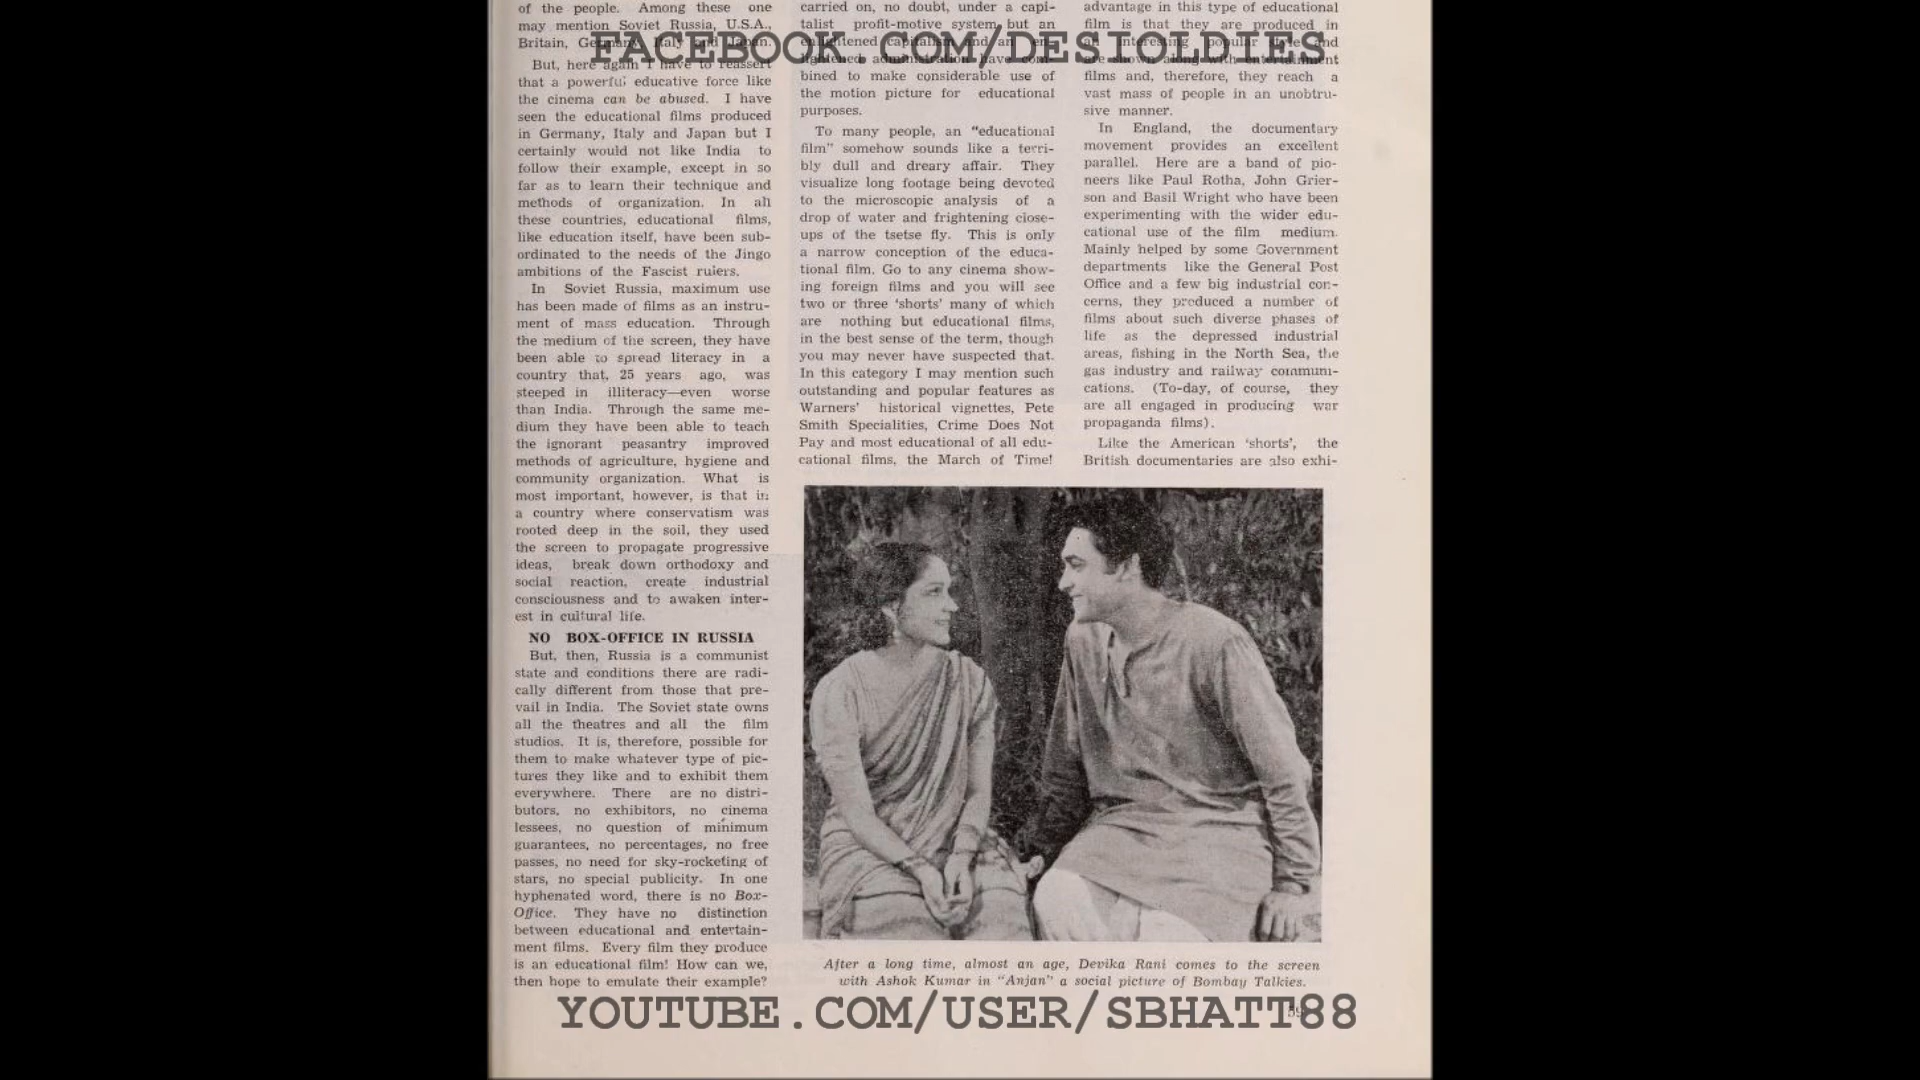 of the people. Among these one
may mention Soviet Russia, U.S.A.,
Britain, Germany, Italy and Japan.
But, here again I have to reassert
that a powerful educative force like
the cinema can be abused. I have
seen the educational films produced
in Germany, Italy and Japan but I
certainly would not like India to
follow their example, except in so
far as to learn their technique and
methods of organization. In all
these countries, educational films,
like education itself, have been sub-
ordinated to the needs of the Jingo
ambitions of the Fascist rulers.
In Soviet Russia, maximum use
has been made of films as an instru-
ment of mass education. Through
the medium of the screen, they have
been able to spread literacy in a
country that, 25 years ago, was
steeped in illiteracy—even worse
than India. Through the same me-
dium they have been able to teach
the ignorant peasantry improved
methods of agriculture, hygiene and
community organization. What is
most important, however, is that in
a country where conservatism was
rooted deep in the soil, they used
the screen to propagate progressive
ideas, break down orthodoxy and
social reaction, create industrial
consciousness and to awaken inter-
est in cultural life.
NO BOX-OFFICE IN RUSSIA
But, then, Russia is a communist
state and conditions there are radi-
cally different from those that pre-
vail in India. The Soviet state owns
all the theatres and all the film
studios. It is, therefore, possible for
them to make whatever type of pic-
tures they like and to exhibit them
everywhere. There are no distri-
butors, no exhibitors, no cinema
lessees, no question of minimum
guarantees, no percentages, no free
passes, no need for sky-rocketing of
stars, no special publicity. In one
hyphenated word, there is no Box-
Office. They have no distinction
between educational and entertain-
ment films. Every film they produce
is an educational film! How can we,
then hope to emulate their example?
carried on, no doubt, under a capi-
talist profit-motive system but an
enlightened capitalism and an en-
lightened administration have com-
bined to make considerable use of
the motion picture for educational
purposes.
To many people, an "educational
film" somehow sounds like a terri-
bly dull and dreary affair. They
visualize long footage being devoted
to the microscopic analysis of a
drop of water and frightening close-
ups of the tsetse fly. This is only
a narrow conception of the educa-
tional film. Go to any cinema show-
ing foreign films and you will see
two or three 'shorts' many of which
are nothing but educational films,
in the best sense of the term, though
you may never have suspected that.
In this category I may mention such
outstanding and popular features as
Warners' historical vignettes, Pete
Smith Specialities, Crime Does Not
Pay and most educational of all edu-
cational films, the March of Time!
advantage in this type of educational
film is that they are produced in
an interesting popular style and
are shown along with entertainment
films and, therefore, they reach a
vast mass of people in an unobtru-
sive manner.
In England, the documentary
movement provides an excellent
parallel. Here are a band of pio-
neers like Paul Rotha, John Grier-
son and Basil Wright who have been
experimenting with the wider edu-
cational use of the film medium.
Mainly helped by some Government
departments like the General Post
Office and a few big industrial con-
cerns, they produced a number of
films about such diverse phases of
life as the depressed industrial
areas, fishing in the North Sea, the
gas industry and railway communi-
cations. (To-day, of course, they
are all engaged in producing war
propaganda films).
Like the American 'shorts', the
British documentaries are also exhi-
After a long time, almost an age, Devika Rani comes to the screen
with Ashok Kumar in "Anjan" a social picture of Bombay Talkies.
FACEBOOK.COM/DESIOLDIES
YOUTUBE.COM/USER/SBHATT88